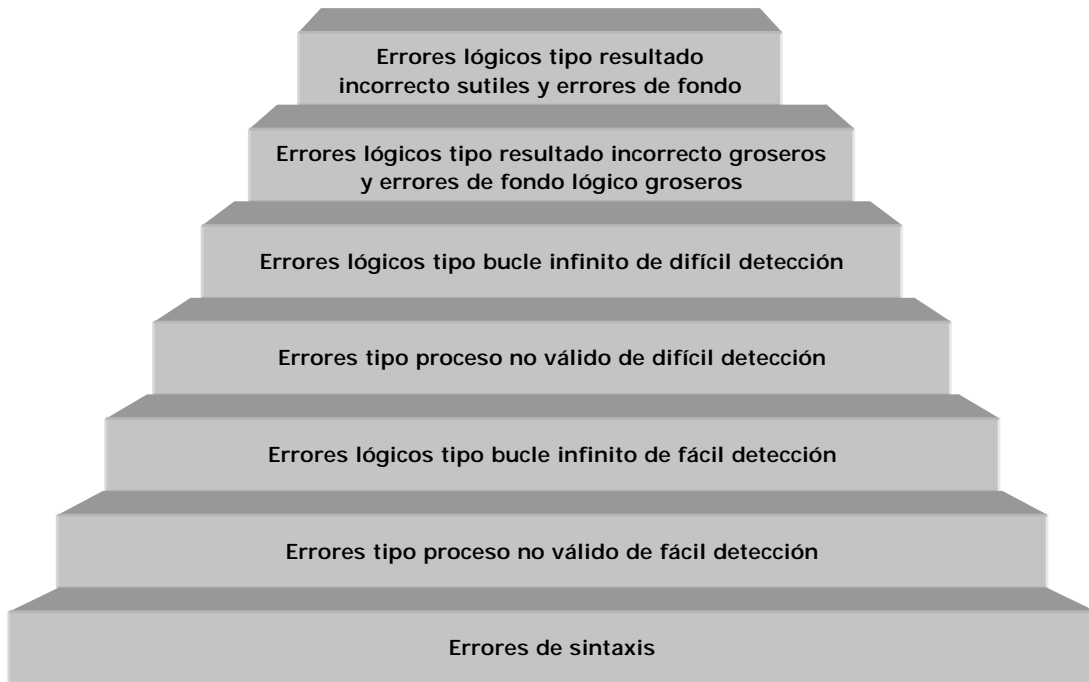 Errores lógicos tipo resultado
incorrecto sutiles y errores de fondo
Errores lógicos tipo resultado incorrecto groseros
y errores de fondo lógico groseros
Errores lógicos tipo bucle infinito de difícil detección
Errores tipo proceso no válido de difícil detección
Errores lógicos tipo bucle infinito de fácil detección
Errores tipo proceso no válido de fácil detección
Errores de sintaxis